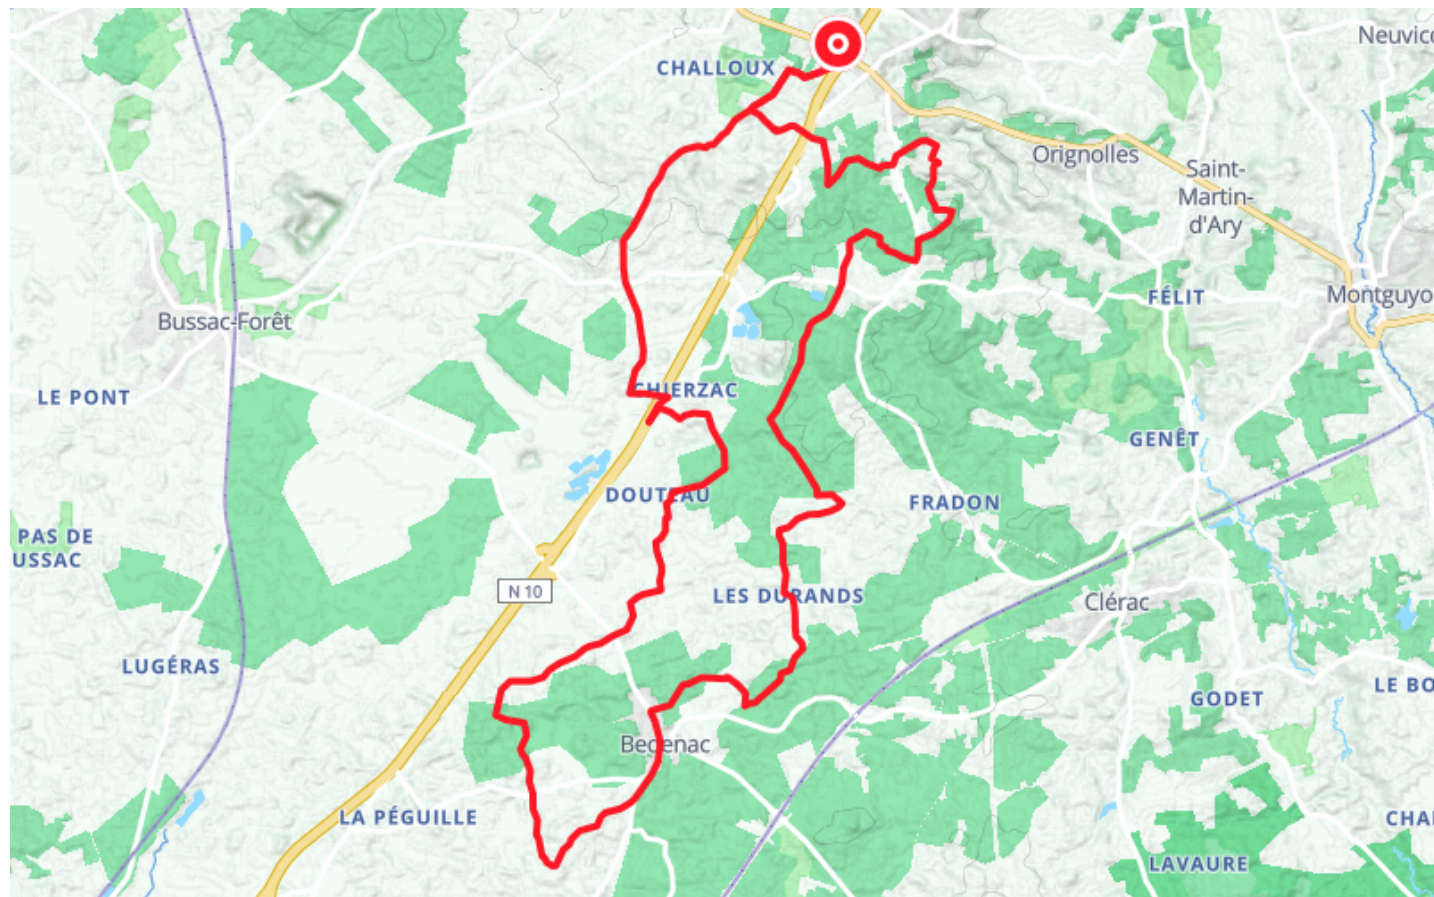 Neuvic
CHALLOUX
Orignolles
Saint-
Martin-
d'Ary
FÉLIT
Montguyo
Bussac-Forêt
LE PONT
CHIERZAC
GENÊT
DOUTEAU
FRADON
PAS DE
USSAC
N 10
LES DURANDS
Clérac
LUGÉRAS
LE BO
GODET
Bedenac
LA PÉGUILLE
CHA
LAVAURE